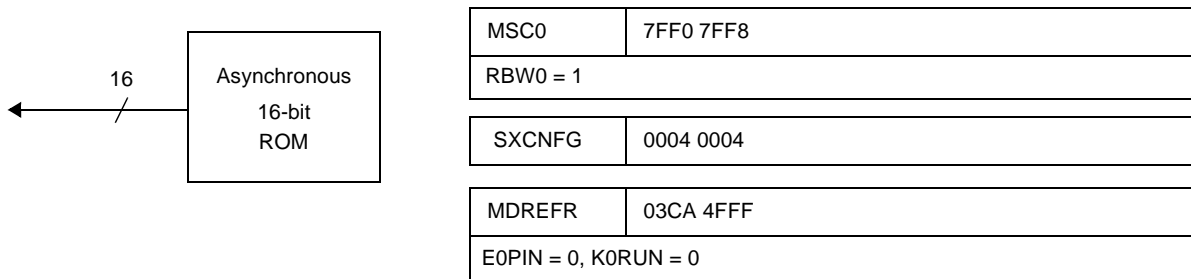 16
Asynchronous
16-bit
ROM
MSC0 7FF0 7FF8
RBW0 = 1
SXCNFG 0004 0004
MDREFR 03CA 4FFF
E0PIN = 0, K0RUN = 0